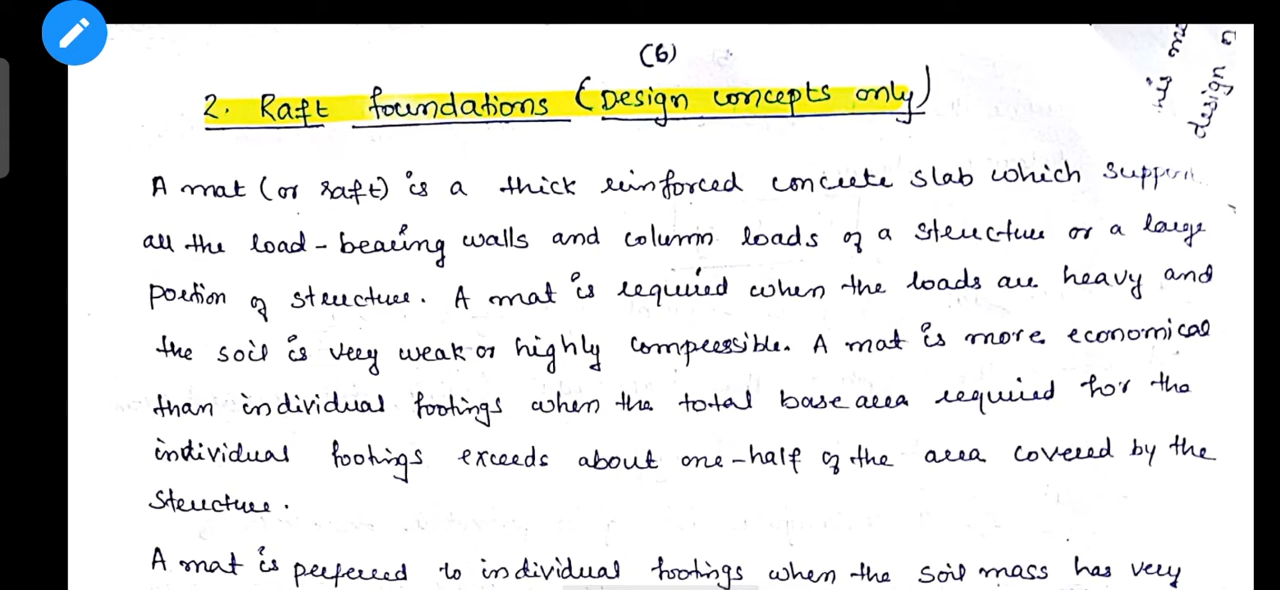 (6)
2. Raft foundations (Design concepts only)
A mat (or raft) is a thick reinforced concrete slab which support
all the load-bearing walls and column loads of a structure or a large
portion of structure. A mat is required when the loads are heavy and
the soil is very weak or highly compressible. A mat is more economical
than individual footings when the total base area required for the
individual footings exceeds about one-half of the area covered by the
structure.
A mat is preferred to individual footings when the soil mass has very
design